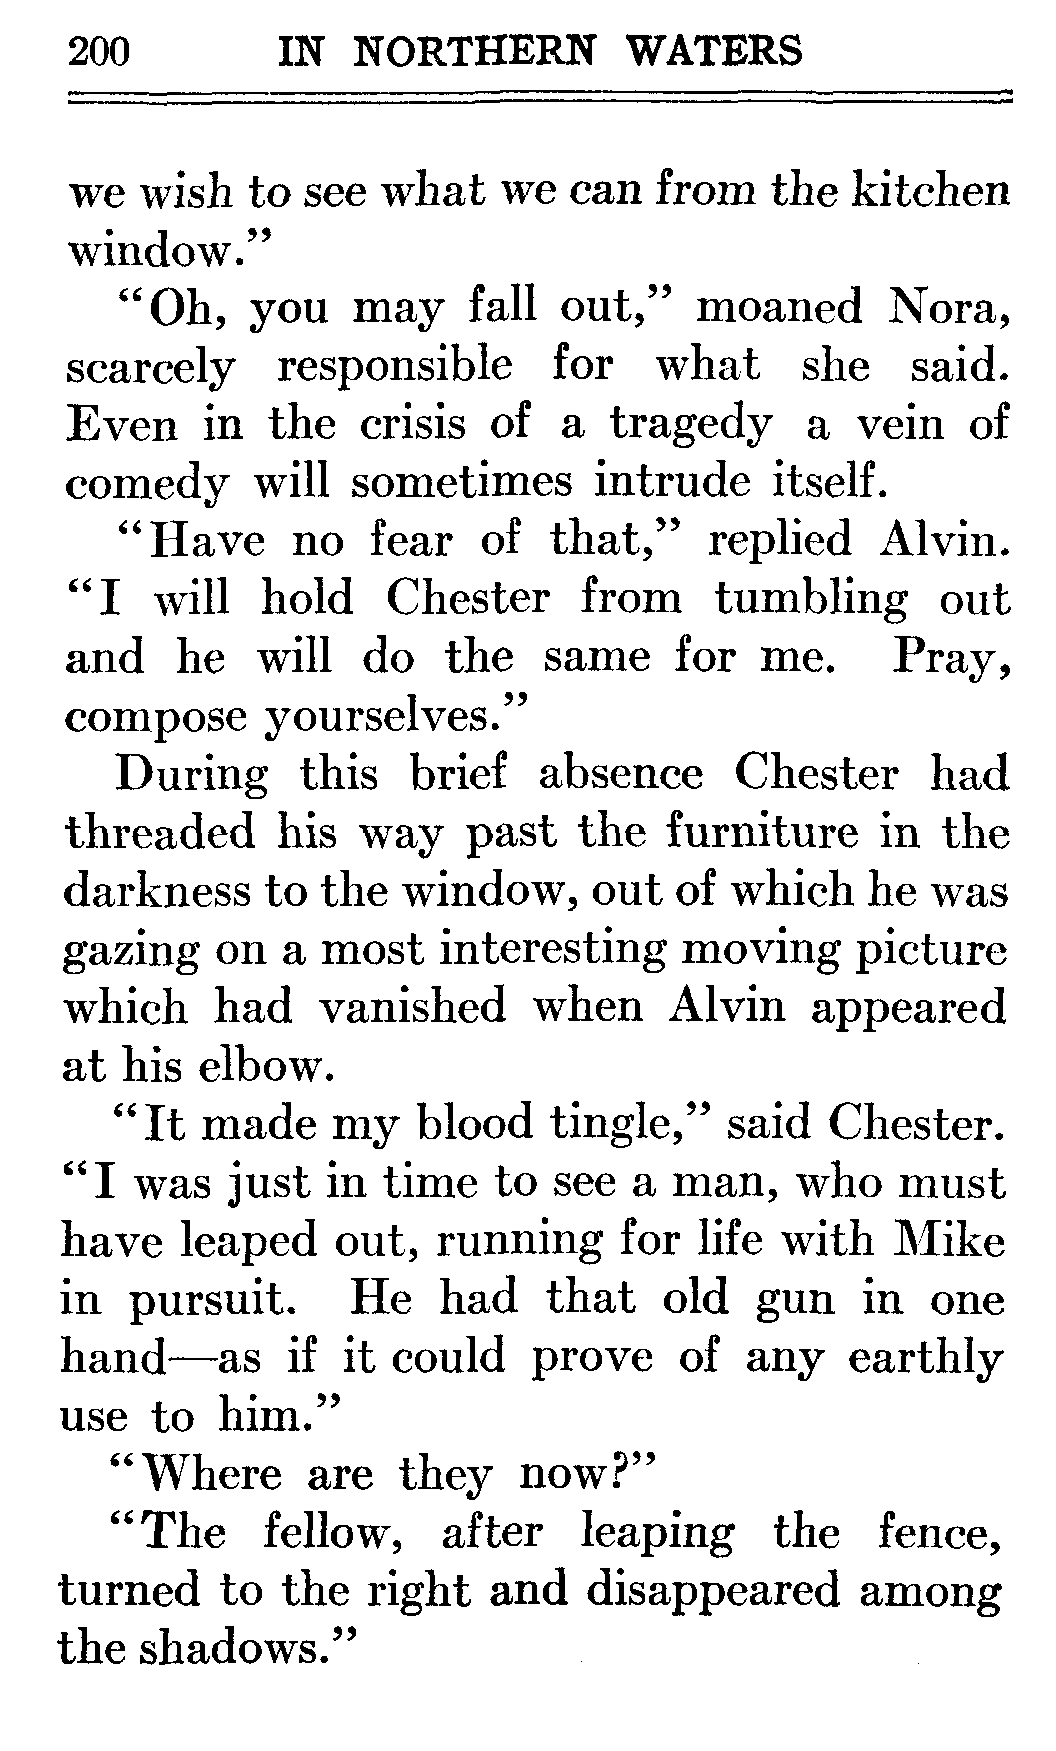 200 IN NORTHERN WATERS
we wish to see what we can from the kitchen
window."
"Oh, you may fall out," moaned Nora,
scarcely responsible for what she said.
Even in the crisis of a tragedy a vein of
comedy will sometimes intrude itself.
"Have no fear of that," replied Alvin.
"I will hold Chester from tumbling out
and he will do the same for me. Pray,
compose yourselves."
During this brief absence Chester had
threaded his way past the furniture in the
darkness to the window, out of which he was
gazing on a most interesting moving picture
which had vanished when Alvin appeared
at his elbow.
"It made my blood tingle," said Chester.
"I was just in time to see a man, who must
have leaped out, running for life with Mike
in pursuit. He had that old gun in one
hand—as if it could prove of any earthly
use to him."
"Where are they now?"
"The fellow, after leaping the fence,
turned to the right and disappeared among
the shadows."